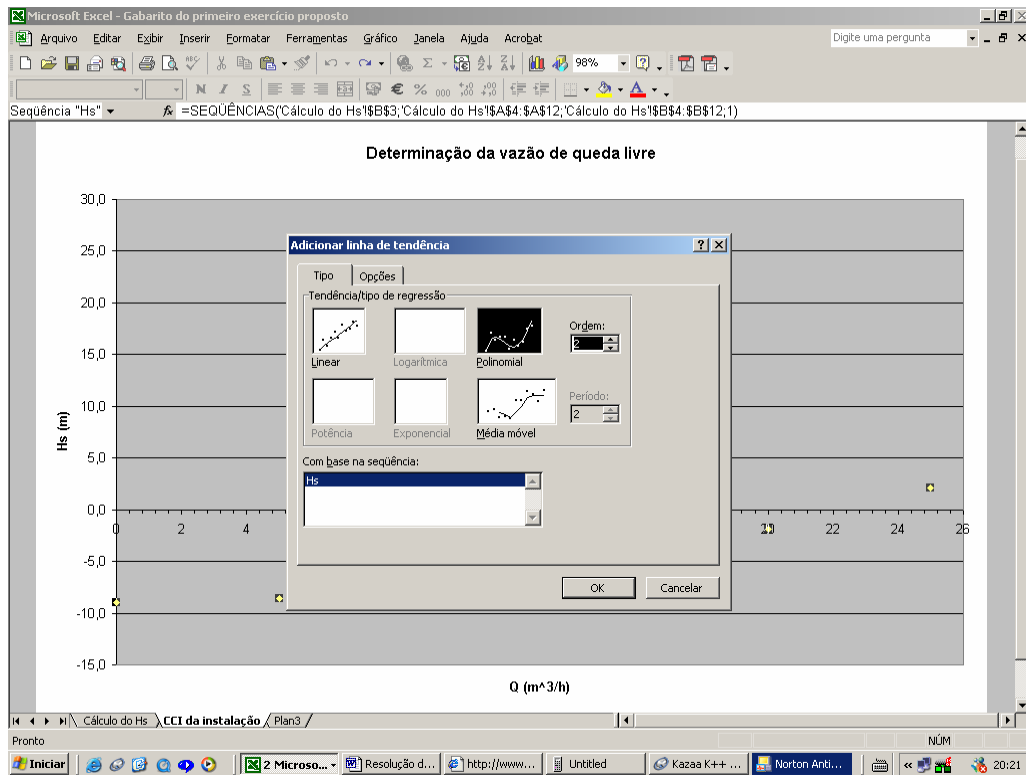 Microsoft Excel - Gabarito do primeiro exercício proposto
Arquivo Editar Exibir Inserir Formatar Ferramentas Gráfico Janela Ajuda Acrobat
Digite uma pergunta
98%
N I S
% 000
Seqüência "Hs"
fx =SEQÜÊNCIAS('Cálculo do Hs'!$B$3;'Cálculo do Hs'!$A$4:$A$12;'Cálculo do Hs'!$B$4:$B$12;1)
Determinação da vazão de queda livre
30,0
25,0
20,0
15,0
10,0
5,0
0,0
-5,0
-10,0
-15,0
Hs (m)
0 2 4 20 22 24 26
Q (m^3/h)
Adicionar linha de tendência
Tipo Opções
Tendência/tipo de regressão
Linear Logarítmica Polinomial
Ordem:
2
Potência Exponencial Média móvel
Período:
2
Com base na seqüência:
Hs
OK Cancelar
Cálculo do Hs CCI da instalação Plan3
Pronto
NÚM
Iniciar
2 Microso...
Resolução d...
http://www...
Untitled
Kazaa K++ ...
Norton Anti...
20:21